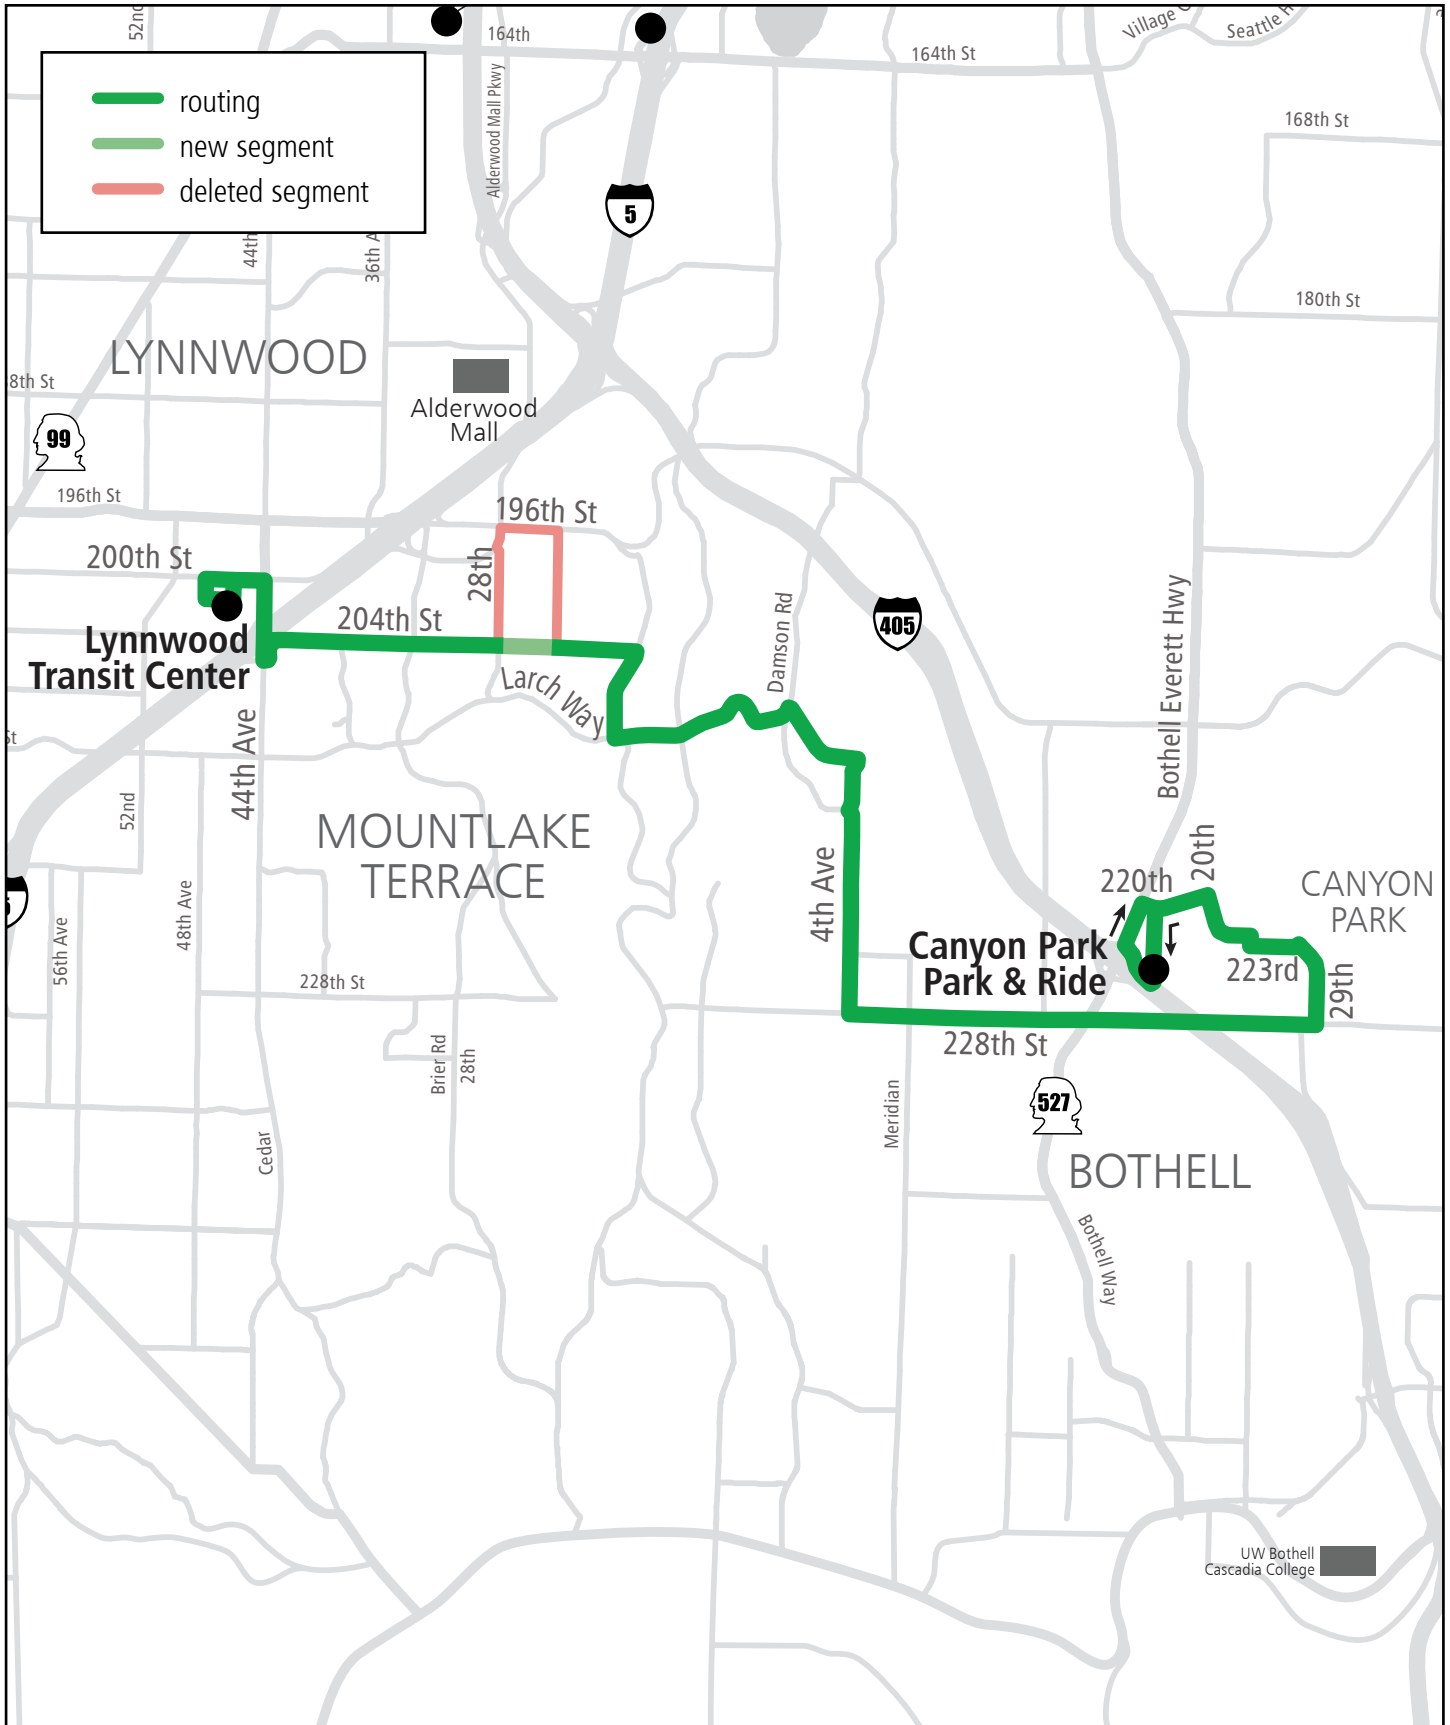 52nd
164th
164th St
Village
Seattle
routing
new segment
deleted segment
Alderwood Mall Pkwy
168th St
5
44th
36th A
180th St
LYNNWOOD
8th St
Alderwood
Mall
99
196th St
196th St
200th St
28th
204th St
Lynnwood
Transit Center
Larch Way
Damson Rd
405
Bothell Everett Hwy
St
44th Ave
52nd
MOUNTLAKE
TERRACE
4th Ave
220th
20th
CANYON
PARK
5
56th Ave
48th Ave
Canyon Park
Park & Ride
223rd
29th
228th St
228th St
Brier Rd
28th
Meridian
527
Cedar
BOTHELL
Bothell Way
UW Bothell
Cascadia College